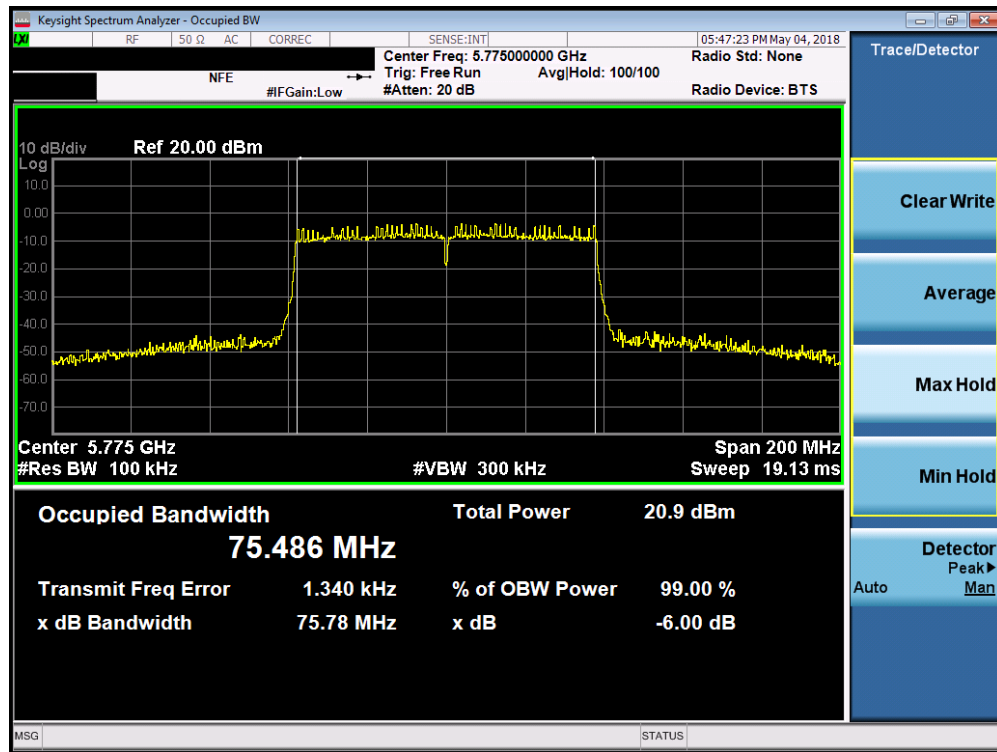 Keysight Spectrum Analyzer - Occupied BW
LXI RF 50 Ω AC CORREC SENSE:INT 05:47:23 PM May 04, 2018
Center Freq: 5.775000000 GHz Radio Std: None
NFE Trig: Free Run Avg|Hold: 100/100
#IFGain:Low #Atten: 20 dB Radio Device: BTS
10 dB/div Ref 20.00 dBm
Log
10.0
0.00
-10.0
-20.0
-30.0
-40.0
-50.0
-60.0
-70.0
Center 5.775 GHz Span 200 MHz
#Res BW 100 kHz #VBW 300 kHz Sweep 19.13 ms
Occupied Bandwidth Total Power 20.9 dBm
75.486 MHz
Transmit Freq Error 1.340 kHz % of OBW Power 99.00 %
x dB Bandwidth 75.78 MHz x dB -6.00 dB
MSG STATUS
Trace/Detector
Clear Write
Average
Max Hold
Min Hold
Detector
Peak▶
Auto Man